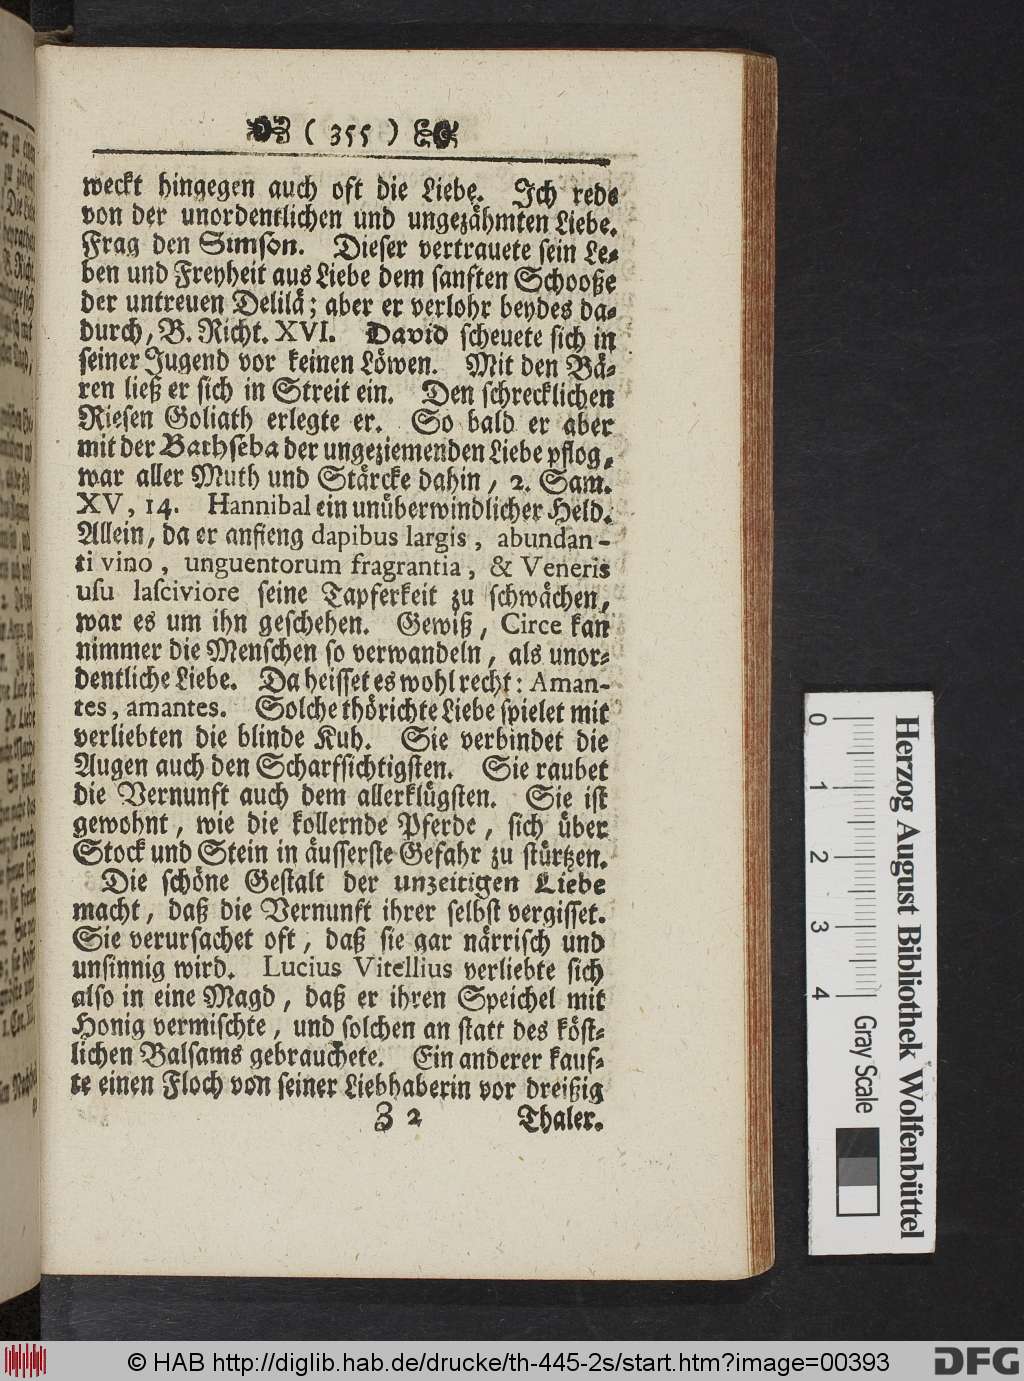 ( 355 )
weckt hingegen auch oft die Liebe. Ich rede
von der unordentlichen und ungezähmten Liebe.
Frag den Simson. Dieser vertrauete sein Le-
ben und Freyheit aus Liebe dem sanften Schooße
der untreuen Delilä; aber er verlohr beydes da-
durch, B. Richt. XVI. David scheuete sich in
seiner Jugend vor keinen Löwen. Mit den Bä-
ren ließ er sich in Streit ein. Den schrecklichen
Riesen Goliath erlegte er. So bald er aber
mit der Bathseba der ungeziemenden Liebe pflog,
war aller Muth und Stärcke dahin, 2. Sam.
XV, 14. Hannibal ein unüberwindlicher Held.
Allein, da er anfieng dapibus largis, abundan-
ti vino, unguentorum fragrantia, & Veneris
usu lasciviore seine Tapferkeit zu schwächen,
war es um ihn geschehen. Gewiß, Circe kan
nimmer die Menschen so verwandeln, als unor-
dentliche Liebe. Da heisset es wohl recht: Aman-
tes, amantes. Solche thörichte Liebe spielet mit
verliebten die blinde Kuh. Sie verbindet die
Augen auch den Scharfsichtigsten. Sie raubet
die Vernunft auch dem allerklügsten. Sie ist
gewohnt, wie die kollernde Pferde, sich über
Stock und Stein in äusserste Gefahr zu stürtzen.
Die schöne Gestalt der unzeitigen Liebe
macht, daß die Vernunft ihrer selbst vergisset.
Sie verursachet oft, daß sie gar närrisch und
unsinnig wird. Lucius Vitellius verliebte sich
also in eine Magd, daß er ihren Speichel mit
Honig vermischte, und solchen an statt des köst-
lichen Balsams gebrauchete. Ein anderer kauf-
te einen Floch von seiner Liebhaberin vor dreißig
Z 2 Thaler.
Herzog August Bibliothek Wolfenbüttel
0 1 2 3 4 Gray Scale
© HAB http://diglib.hab.de/drucke/th-445-2s/start.htm?image=00393
DFG